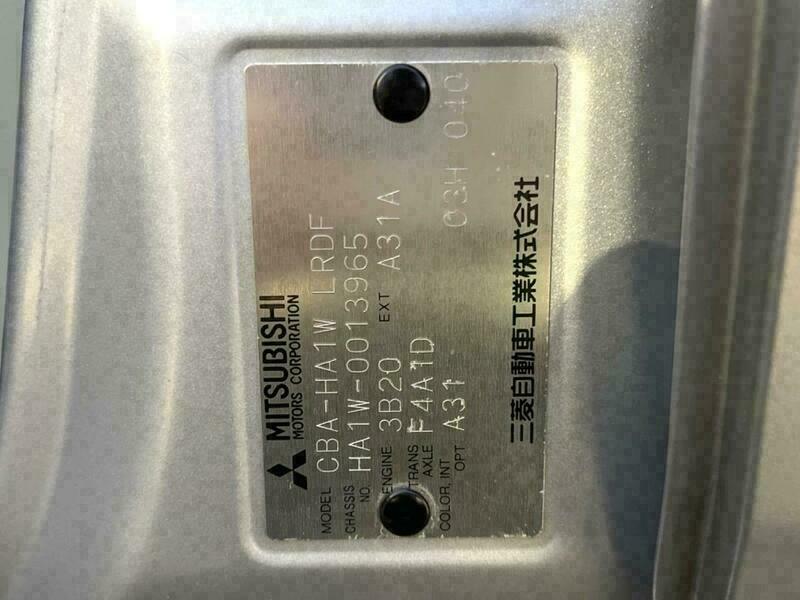 MITSUBISHI
MOTORS CORPORATION
MODEL CBA-HA1W LRDF
CHASSIS NO. HA1W-0013965
ENGINE 3B20 EXT A31A
TRANS AXLE F4A1D
COLOR, INT OPT A31 03H 040
三菱自動車工業株式会社